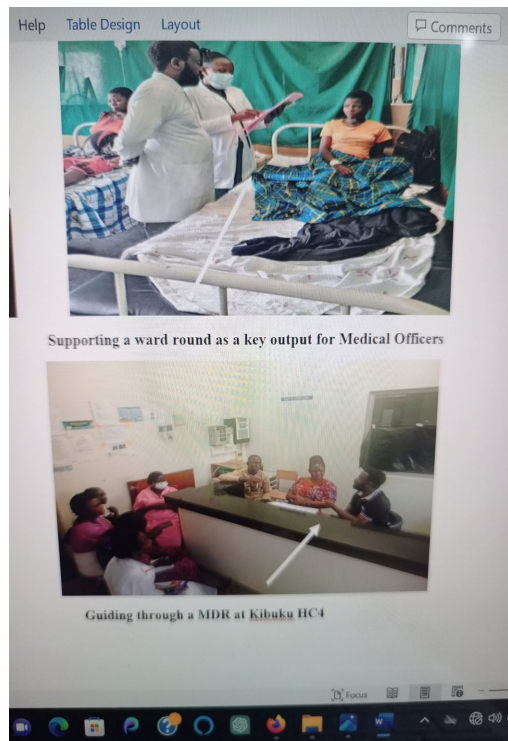 Help Table Design Layout Comments
Supporting a ward round as a key output for Medical Officers
Guiding through a MDR at Kibuku HC4
Focus